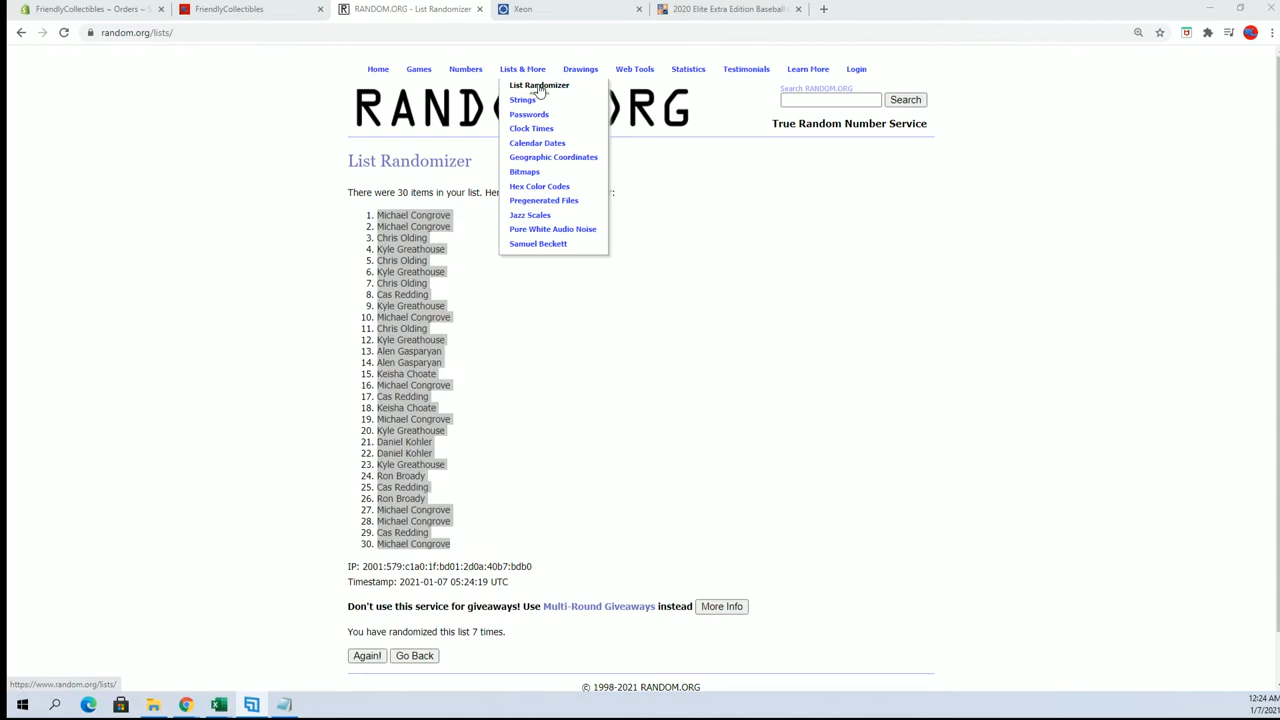 FriendlyCollectibles ~ Orders ~ S
FriendlyCollectibles
RANDOM.ORG - List Randomizer
Xeon
2020 Elite Extra Edition Baseball
random.org/lists/
Home Games Numbers Lists & More Drawings Web Tools Statistics Testimonials Learn More Login
List Randomizer
Strings
Passwords
Clock Times
Calendar Dates
Geographic Coordinates
Bitmaps
Hex Color Codes
Pregenerated Files
Jazz Scales
Pure White Audio Noise
Samuel Beckett
RANDOM.ORG
Search RANDOM.ORG
Search
True Random Number Service
List Randomizer
There were 30 items in your list. He r:
1. Michael Congrove
2. Michael Congrove
3. Chris Olding
4. Kyle Greathouse
5. Chris Olding
6. Kyle Greathouse
7. Chris Olding
8. Cas Redding
9. Kyle Greathouse
10. Michael Congrove
11. Chris Olding
12. Kyle Greathouse
13. Alen Gasparyan
14. Alen Gasparyan
15. Keisha Choate
16. Michael Congrove
17. Cas Redding
18. Keisha Choate
19. Michael Congrove
20. Kyle Greathouse
21. Daniel Kohler
22. Daniel Kohler
23. Kyle Greathouse
24. Ron Broady
25. Cas Redding
26. Ron Broady
27. Michael Congrove
28. Michael Congrove
29. Cas Redding
30. Michael Congrove
IP: 2001:579:c1a0:1f:bd01:2d0a:40b7:bdb0
Timestamp: 2021-01-07 05:24:19 UTC
Don't use this service for giveaways! Use Multi-Round Giveaways instead More Info
You have randomized this list 7 times.
Again! Go Back
© 1998-2021 RANDOM.ORG
https://www.random.org/lists/
12:24 AM
1/7/2021